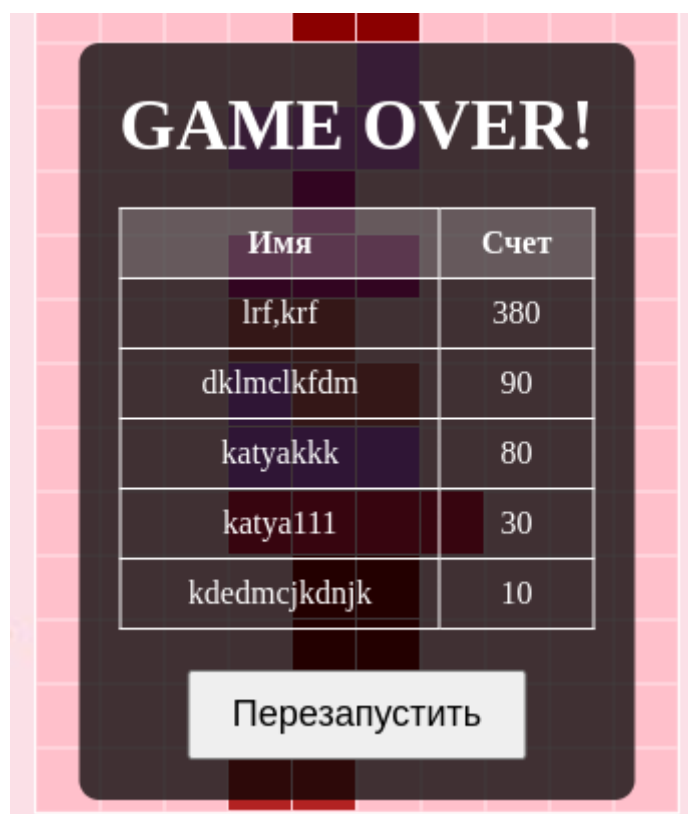 GAME OVER!
Имя Счет
lrf,krf 380
dklmclkfdm 90
katyakkk 80
katya111 30
kdedmcjkdnjk 10
Перезапустить